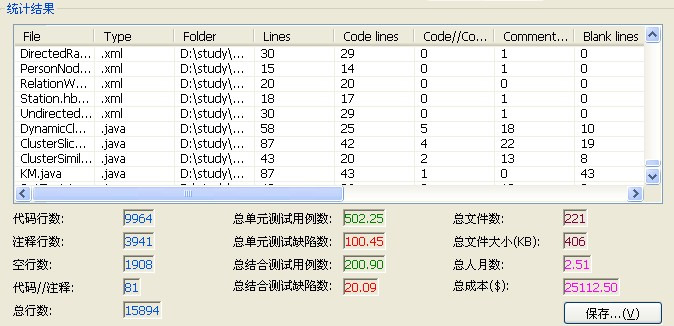 统计结果
File Type Folder Lines Code lines Code//Co... Comment... Blank lines
DirectedRa... .xml D:\study\... 30 29 0 1 0
PersonNod... .xml D:\study\... 15 14 0 1 0
RelationW... .xml D:\study\... 20 20 0 0 0
Station.hb... .xml D:\study\... 18 17 0 1 0
Undirected... .xml D:\study\... 30 29 0 1 0
DynamicCl... .java D:\study\... 58 25 5 18 10
ClusterSlic... .java D:\study\... 87 42 4 22 19
ClusterSimil... .java D:\study\... 43 20 2 13 8
KM.java .java D:\study\... 87 43 1 0 43
代码行数: 9964 总单元测试用例数: 502.25 总文件数: 221
注释行数: 3941 总单元测试缺陷数: 100.45 总文件大小(KB): 406
空行数: 1908 总结合测试用例数: 200.90 总人月数: 2.51
代码//注释: 81 总结合测试缺陷数: 20.09 总成本($): 25112.50
总行数: 15894 保存...(V)